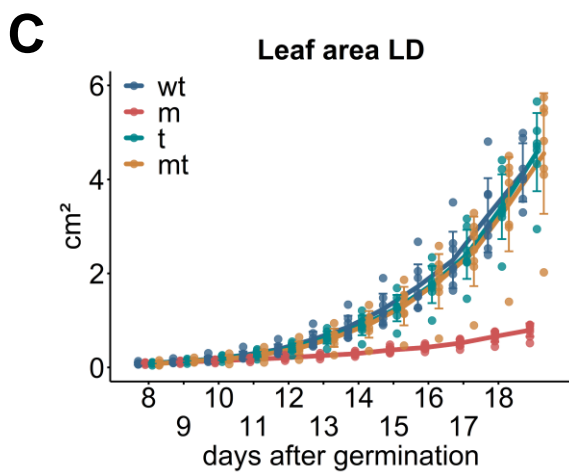 C
Leaf area LD
6
4
2
0
cm²
wt
m
t
mt
8 10 12 14 16 18
9 11 13 15 17
days after germination